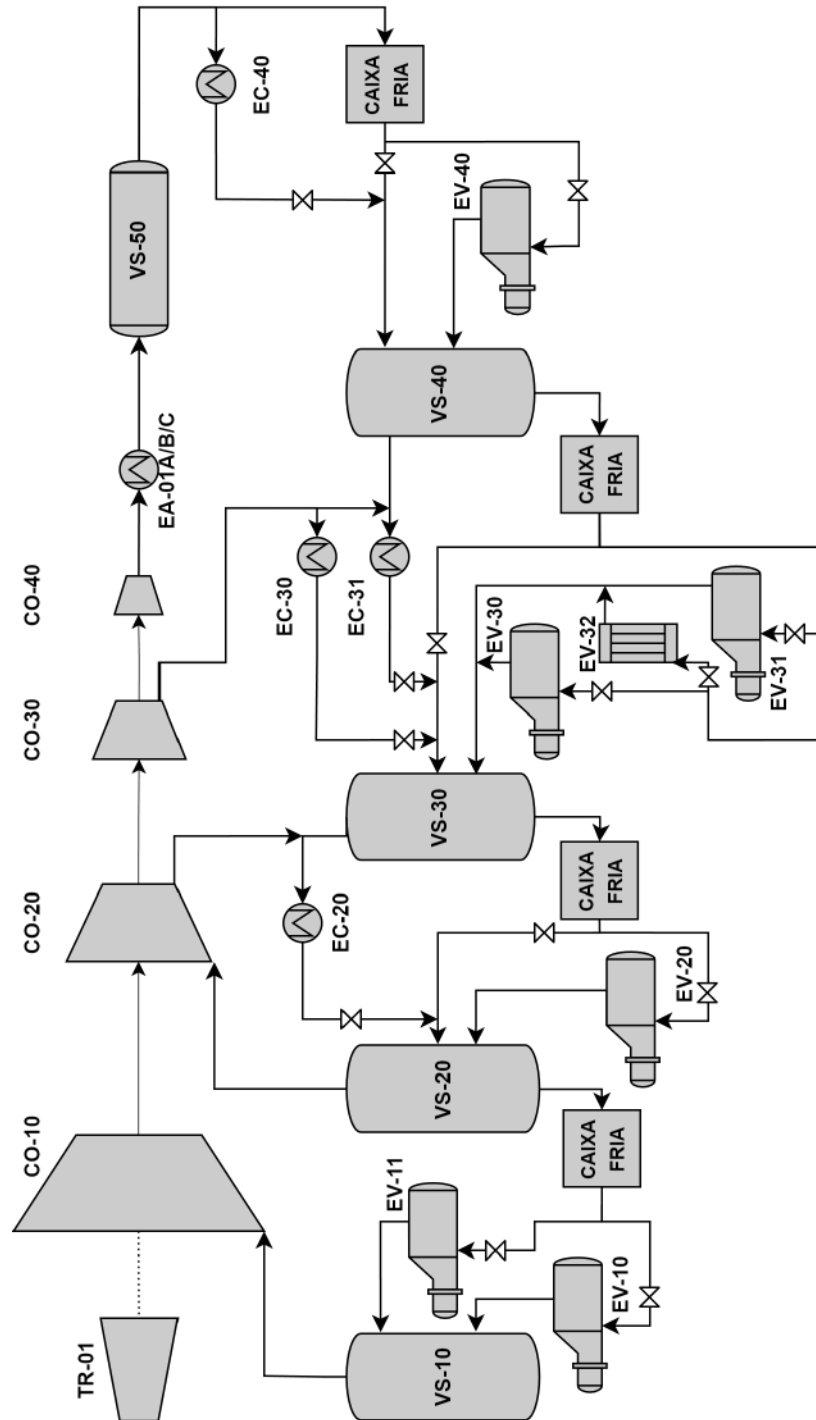 CO-10
CO-20
CO-30
CO-40
TR-01
VS-50
EA-01A/B/C
EC-40
EC-30
EC-20
EC-31
CAIXA
FRIA
EV-11
VS-10
VS-20
VS-30
VS-40
EV-40
EV-30
CAIXA
FRIA
CAIXA
FRIA
EV-32
CAIXA
FRIA
EV-10
EV-20
EV-31